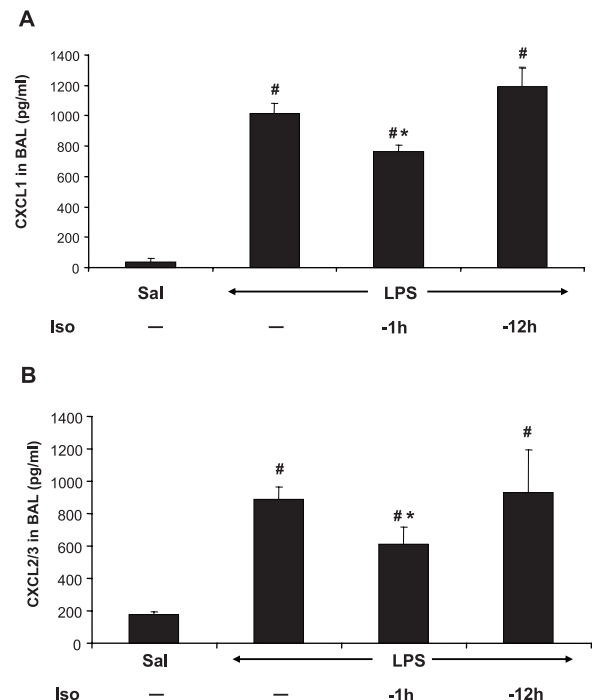 A
CXCL1 in BAL (pg/ml)
1400
1200
1000
800
600
400
200
0
#
#*
#
Sal
LPS
Iso — — -1h -12h
B
CXCL2/3 in BAL (pg/ml)
1400
1200
1000
800
600
400
200
0
#
#*
#
Sal
LPS
Iso — — -1h -12h